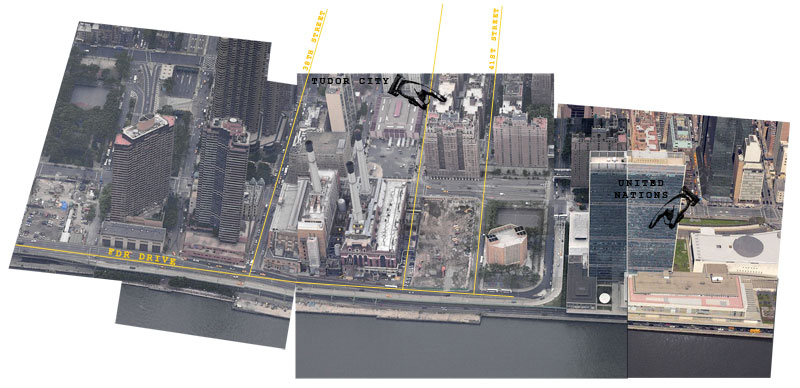 38TH STREET
41ST STREET
TUDOR CITY
UNITED
NATIONS
FDR DRIVE